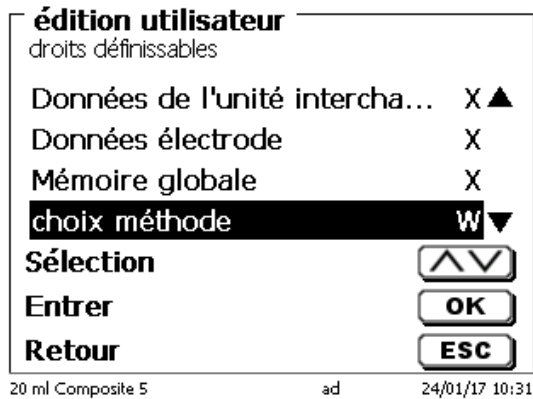 édition utilisateur
droits définissables
Données de l'unité intercha... X
Données électrode X
Mémoire globale X
choix méthode W
Sélection
Entrer OK
Retour ESC
20 ml Composite 5 ad 24/01/17 10:31